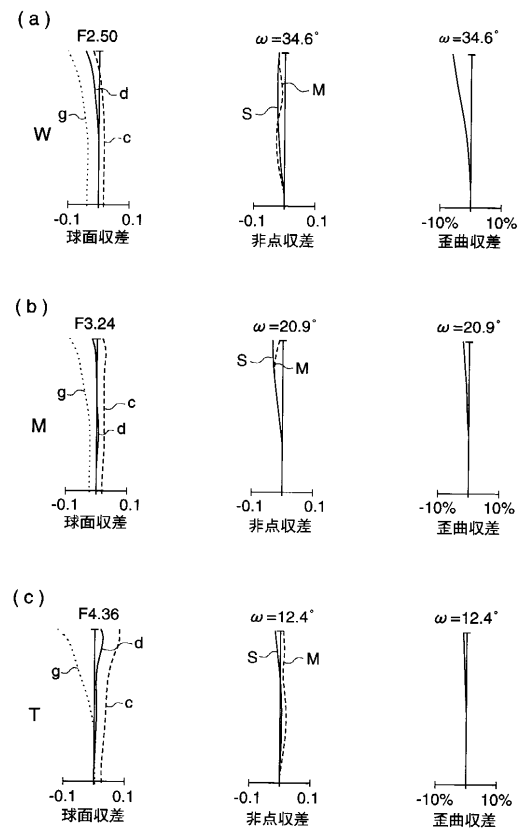 (a)
F2.50
ω=34.6°
ω=34.6°
g
d
c
S
M
W
-0.1
0.1
球面収差
-0.1
0.1
非点収差
-10%
10%
歪曲収差
(b)
F3.24
ω=20.9°
ω=20.9°
g
c
d
S
M
M
-0.1
0.1
球面収差
-0.1
0.1
非点収差
-10%
10%
歪曲収差
(c)
F4.36
ω=12.4°
ω=12.4°
g
d
c
S
M
T
-0.1
0.1
球面収差
-0.1
0.1
非点収差
-10%
10%
歪曲収差